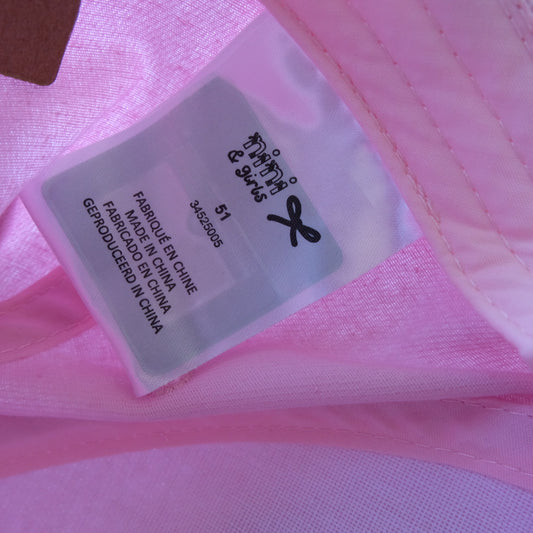 nini
& girls
51
34525005
FABRIQUÉ EN CHINE
MADE IN CHINA
FABRICADO EN CHINA
GEPRODUCEERD IN CHINA